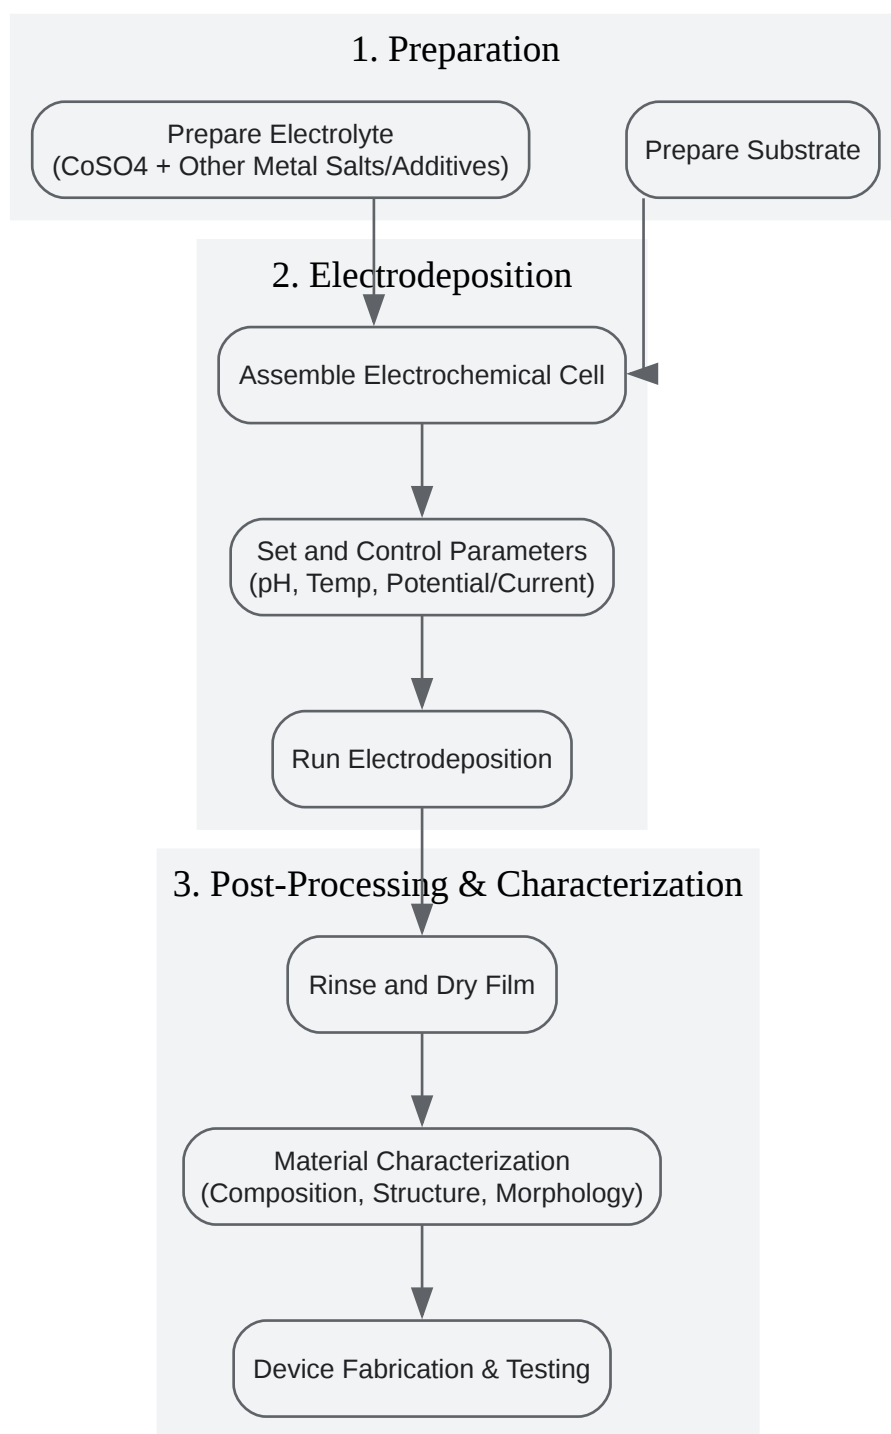 1. Preparation
Prepare Electrolyte
(CoSO4 + Other Metal Salts/Additives)
Prepare Substrate
2. Electrodeposition
Assemble Electrochemical Cell
Set and Control Parameters
(pH, Temp, Potential/Current)
Run Electrodeposition
3. Post-Processing & Characterization
Rinse and Dry Film
Material Characterization
(Composition, Structure, Morphology)
Device Fabrication & Testing